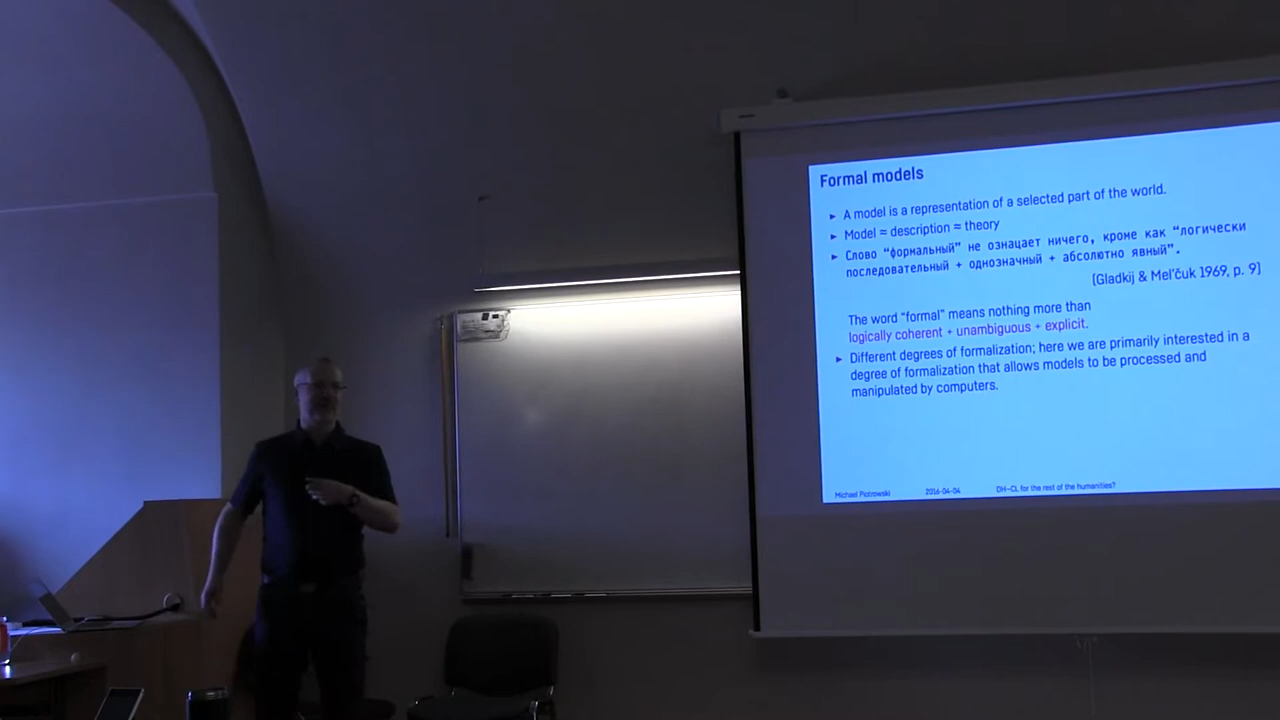 Formal models
► A model is a representation of a selected part of the world.
► Model ≈ description ≈ theory
► Слово “формальный” не ознацает ничего, кроме как “логически
последовательный + однозначный + абсолютно явный”.
(Gladkij & Mel’čuk 1969, p. 9)
The word “formal” means nothing more than
logically coherent + unambiguous + explicit.
► Different degrees of formalization; here we are primarily interested in a
degree of formalization that allows models to be processed and
manipulated by computers.
Michael Piotrowski 2016-04-04 DH–CL for the rest of the humanities?